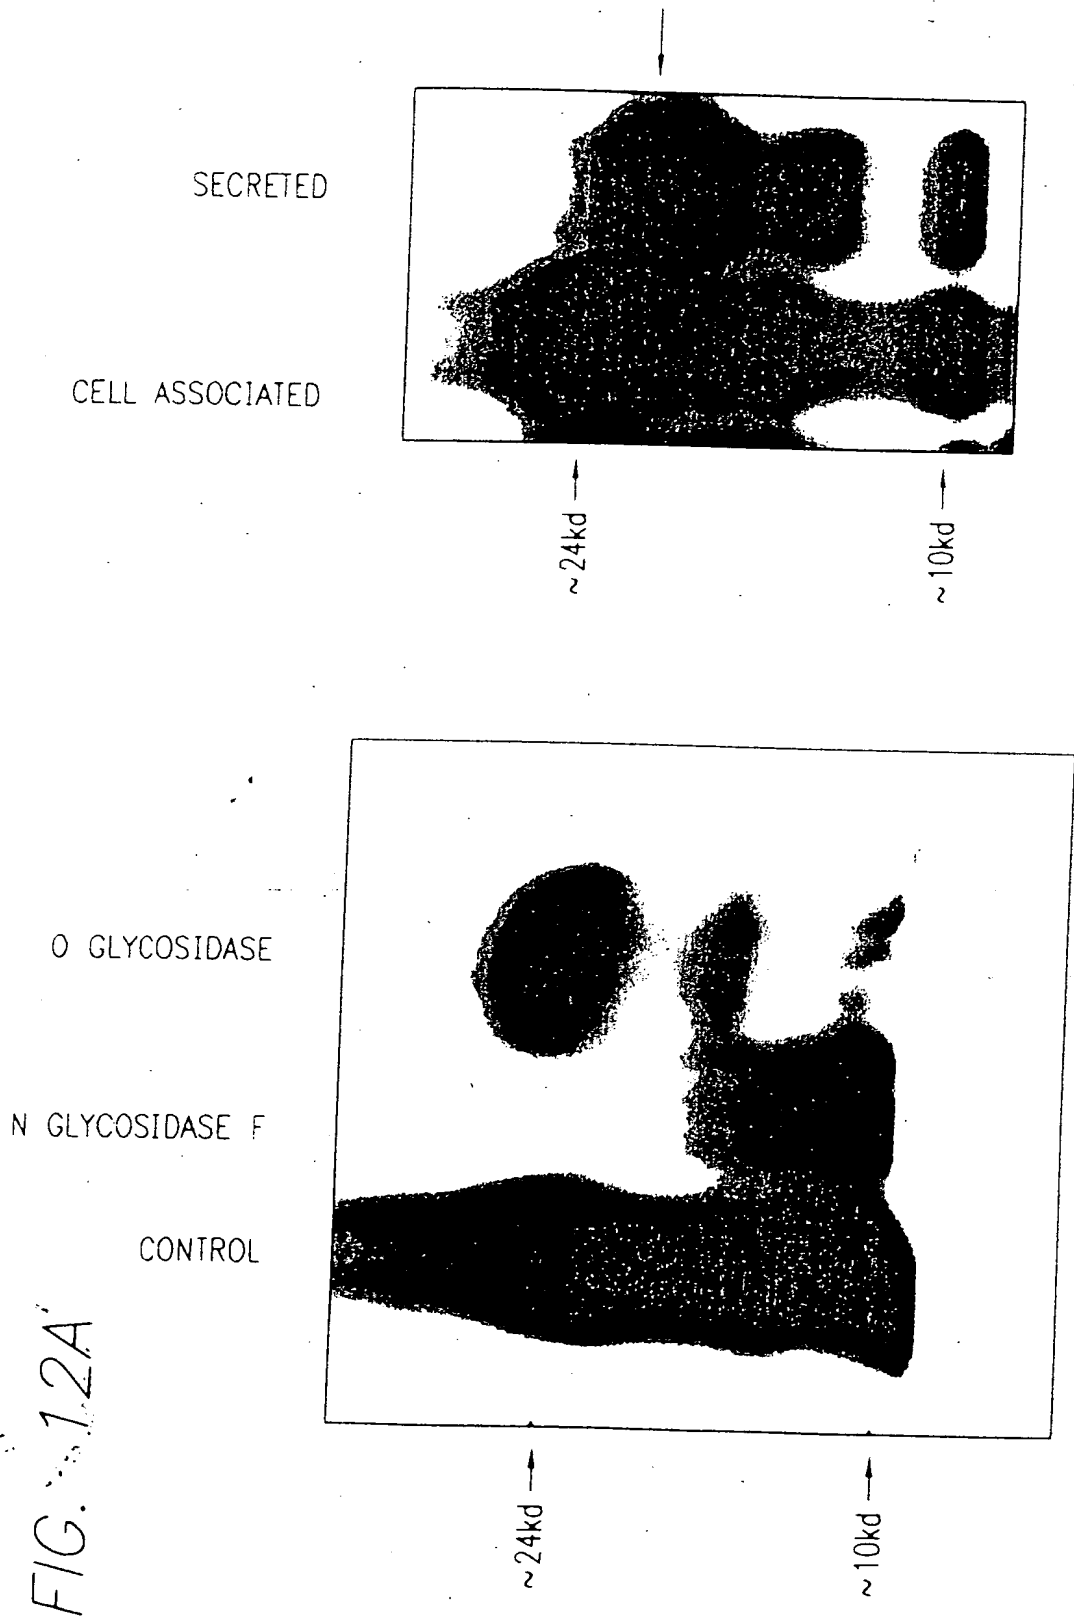 SECRETED
CELL ASSOCIATED
~24kd
~10kd
O GLYCOSIDASE
N GLYCOSIDASE F
CONTROL
~24kd
~10kd
FIG. 12A